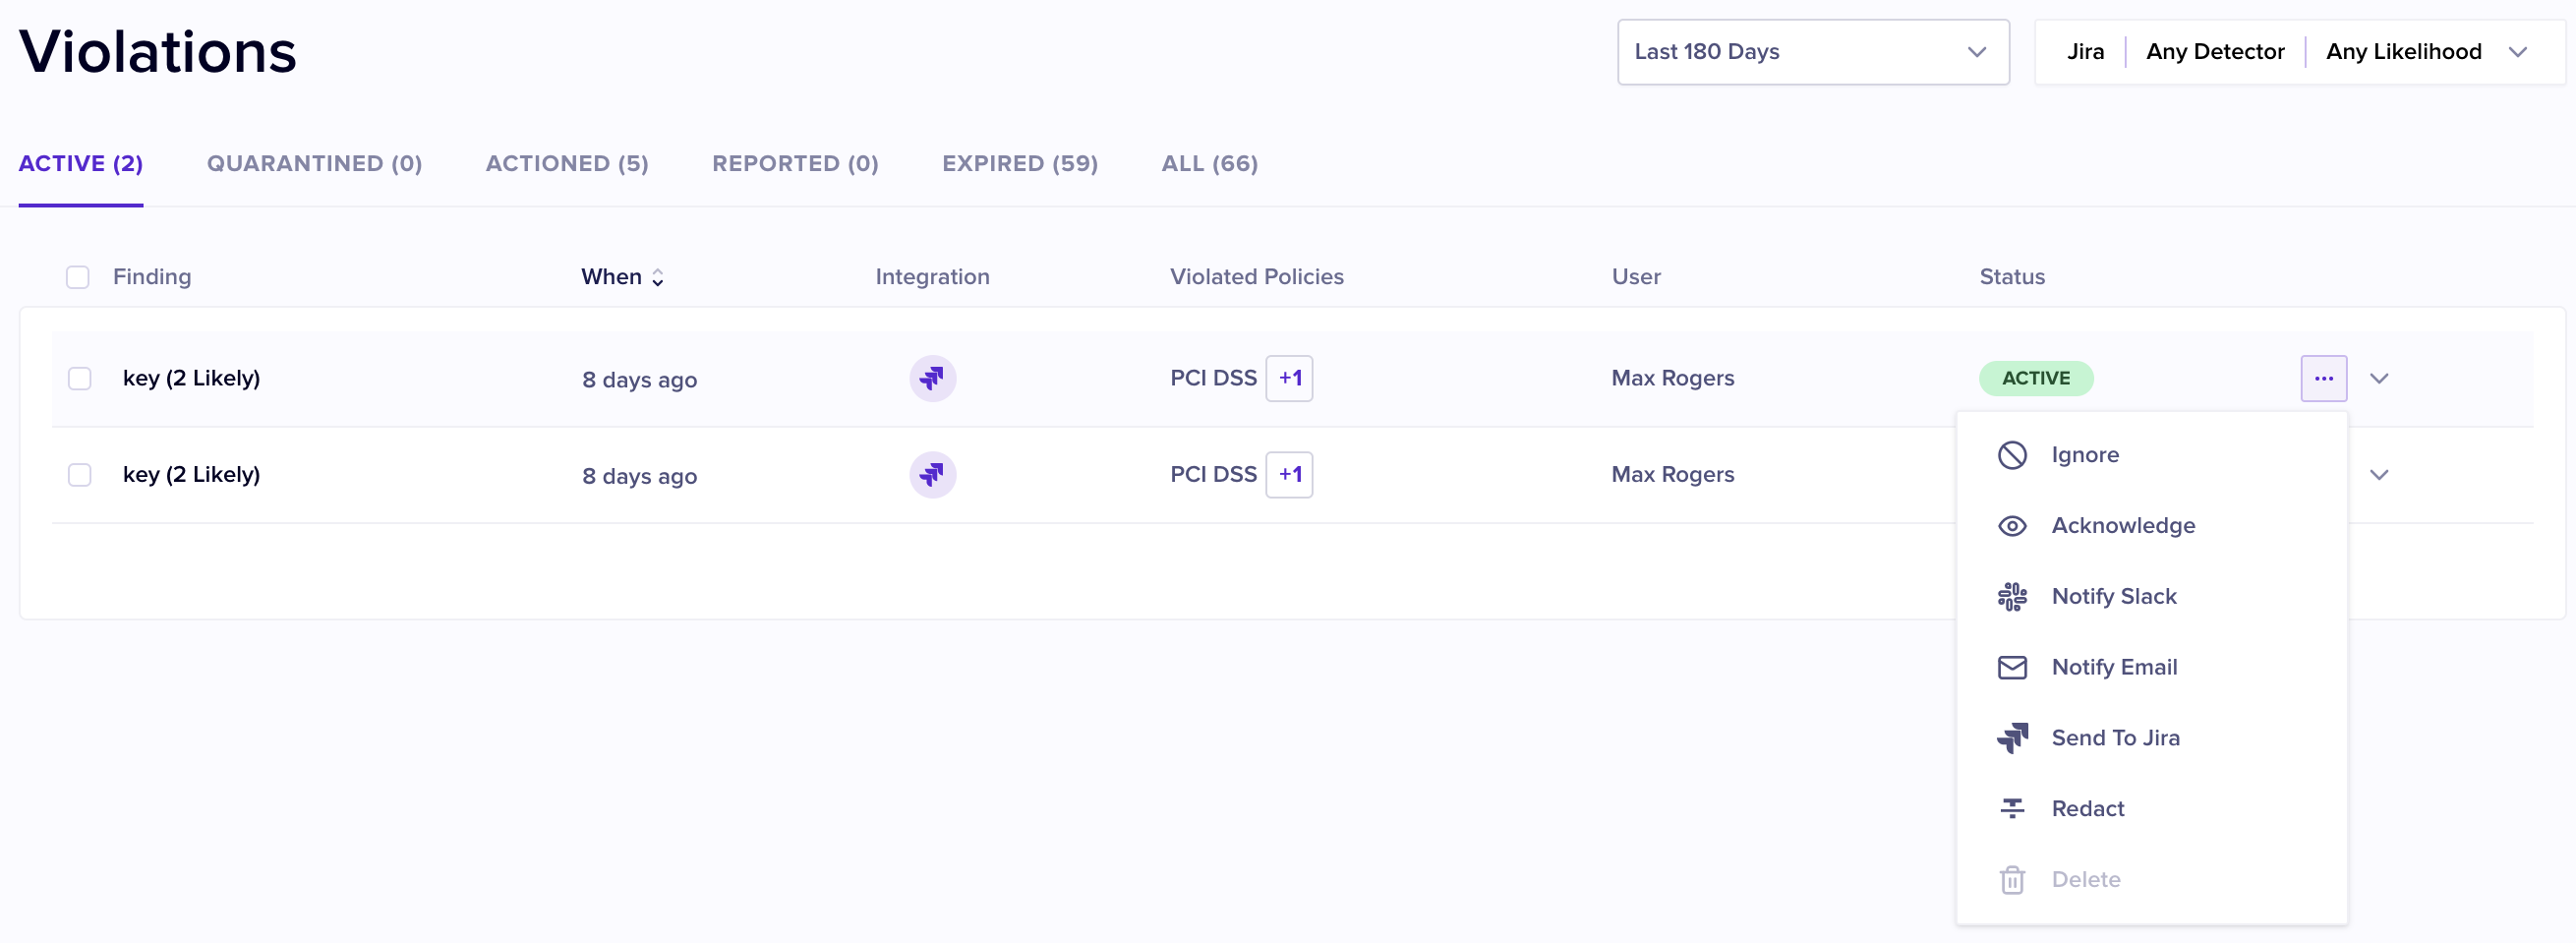 Violations
Last 180 Days
Jira Any Detector Any Likelihood
ACTIVE (2) QUARANTINED (0) ACTIONED (5) REPORTED (0) EXPIRED (59) ALL (66)
Finding When Integration Violated Policies User Status
key (2 Likely) 8 days ago PCI DSS +1 Max Rogers ACTIVE
key (2 Likely) 8 days ago PCI DSS +1 Max Rogers
Ignore
Acknowledge
Notify Slack
Notify Email
Send To Jira
Redact
Delete